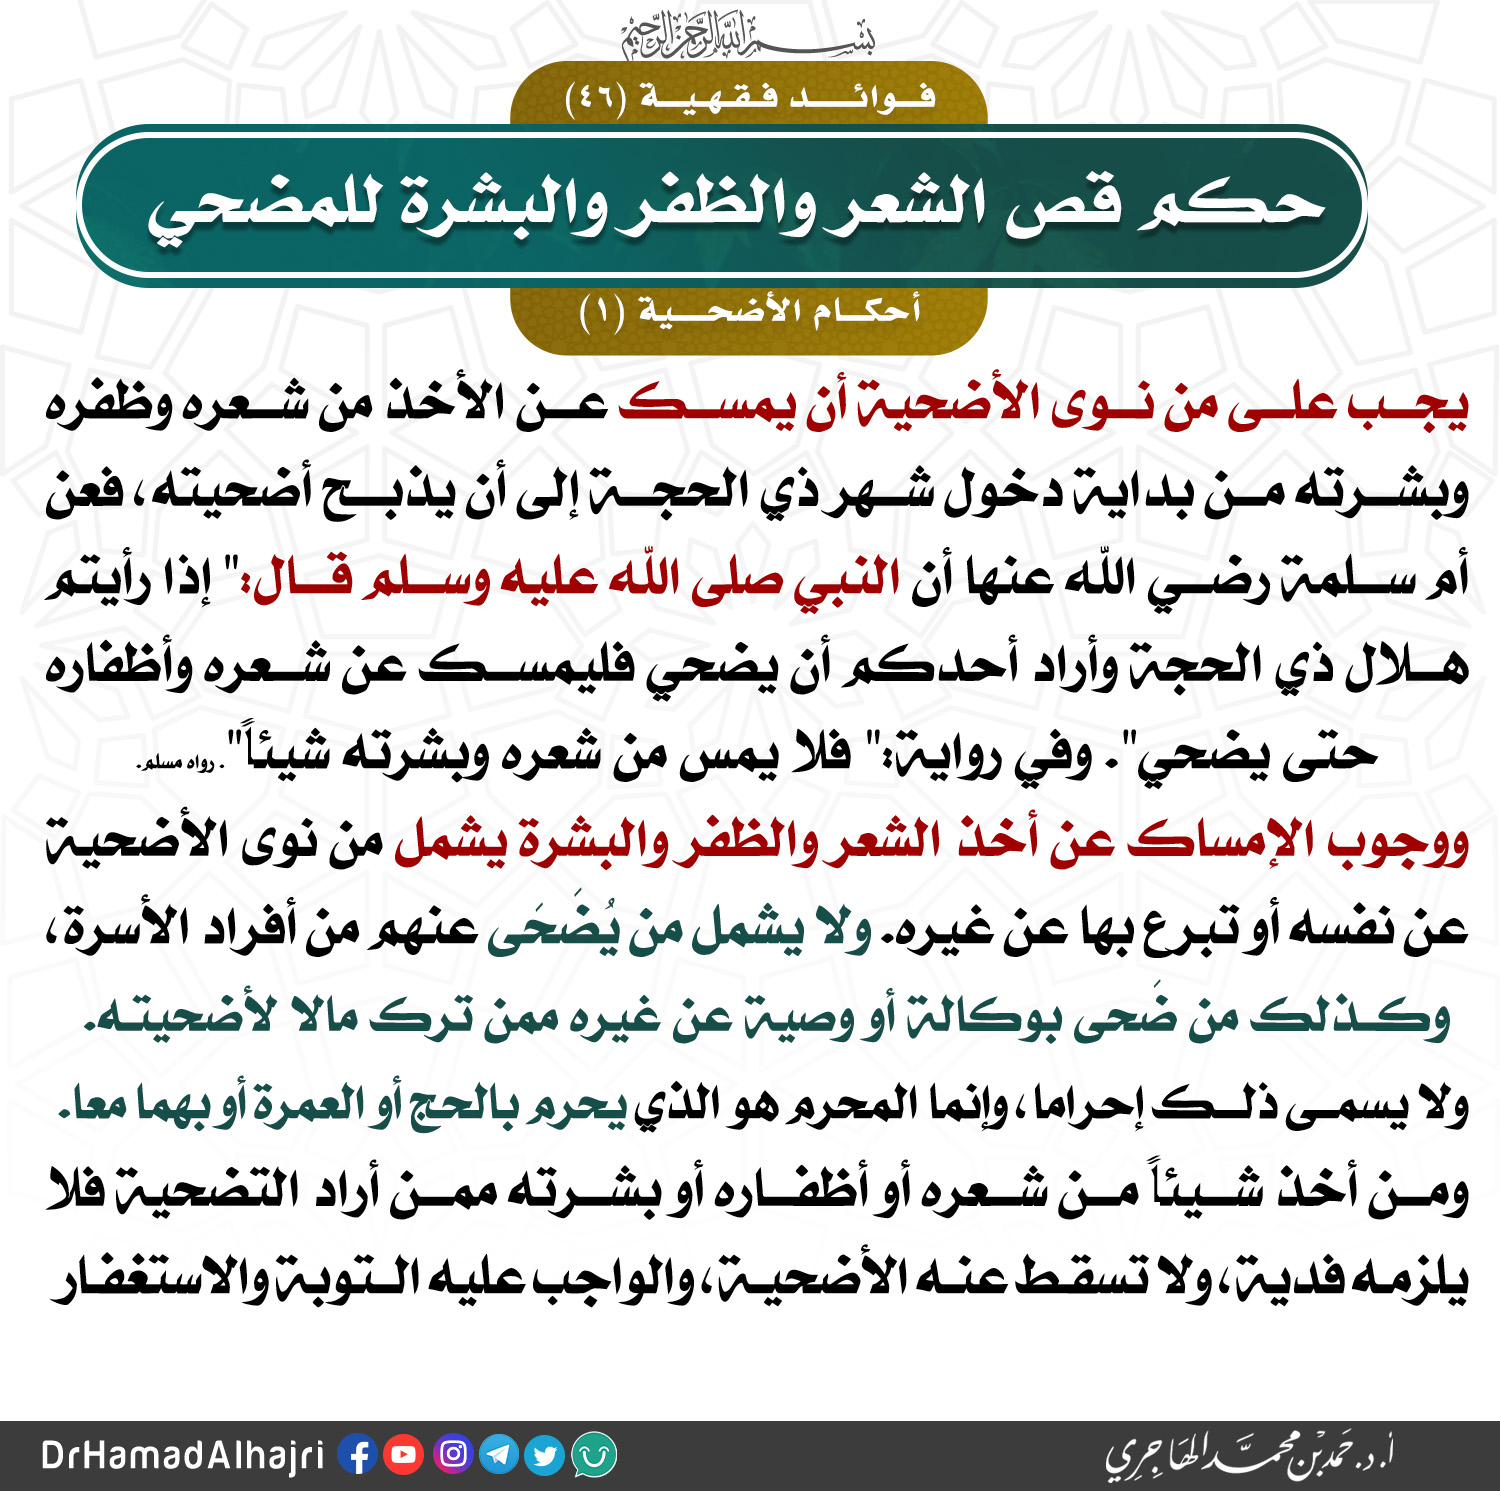 بسم الله الرحمن الرحيم
فوائد فقهية (٤٦)
حكم قص الشعر والظفر والبشرة للمضحي
أحكام الأضحية (١)
يجب على من نوى الأضحية أن يمسك عن الأخذ من شعره وظفره
وبشرته من بداية دخول شهر ذي الحجة إلى أن يذبح أضحيته، فعن
أم سلمة رضي الله عنها أن النبي صلى الله عليه وسلم قال:" إذا رأيتم
هلال ذي الحجة وأراد أحدكم أن يضحي فليمسك عن شعره وأظفاره
حتى يضحي". وفي رواية:" فلا يمس من شعره وبشرته شيئاً". رواه مسلم.
ووجوب الإمساك عن أخذ الشعر والظفر والبشرة يشمل من نوى الأضحية
عن نفسه أو تبرع بها عن غيره. ولا يشمل من يُضَحَى عنهم من أفراد الأسرة،
وكذلك من ضَحى بوكالة أو وصية عن غيره ممن ترك مالا لأضحيته.
ولا يسمى ذلك إحراما، وإنما المحرم هو الذي يحرم بالحج أو العمرة أو بهما معا.
ومن أخذ شيئاً من شعره أو أظفاره أو بشرته ممن أراد التضحية فلا
يلزمه فدية، ولا تسقط عنه الأضحية، والواجب عليه التوبة والاستغفار
DrHamadAlhajri
أ. د. حَمَد بْن محمَّد الهَاجِرِي